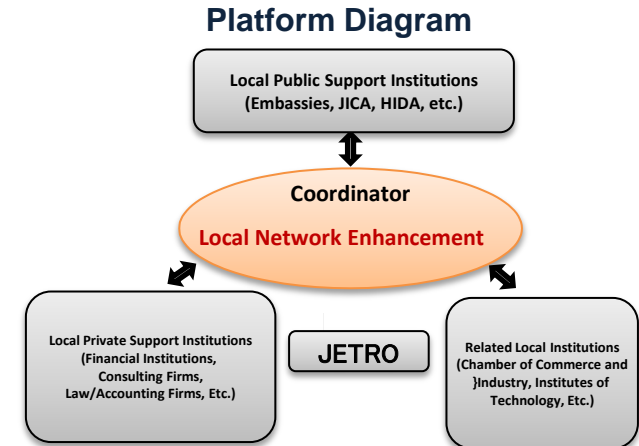 Platform Diagram
Local Public Support Institutions
(Embassies, JICA, HIDA, etc.)
Coordinator
Local Network Enhancement
Local Private Support Institutions
(Financial Institutions,
Consulting Firms,
Law/Accounting Firms, Etc.)
JETRO
Related Local Institutions
(Chamber of Commerce and
}Industry, Institutes of
Technology, Etc.)